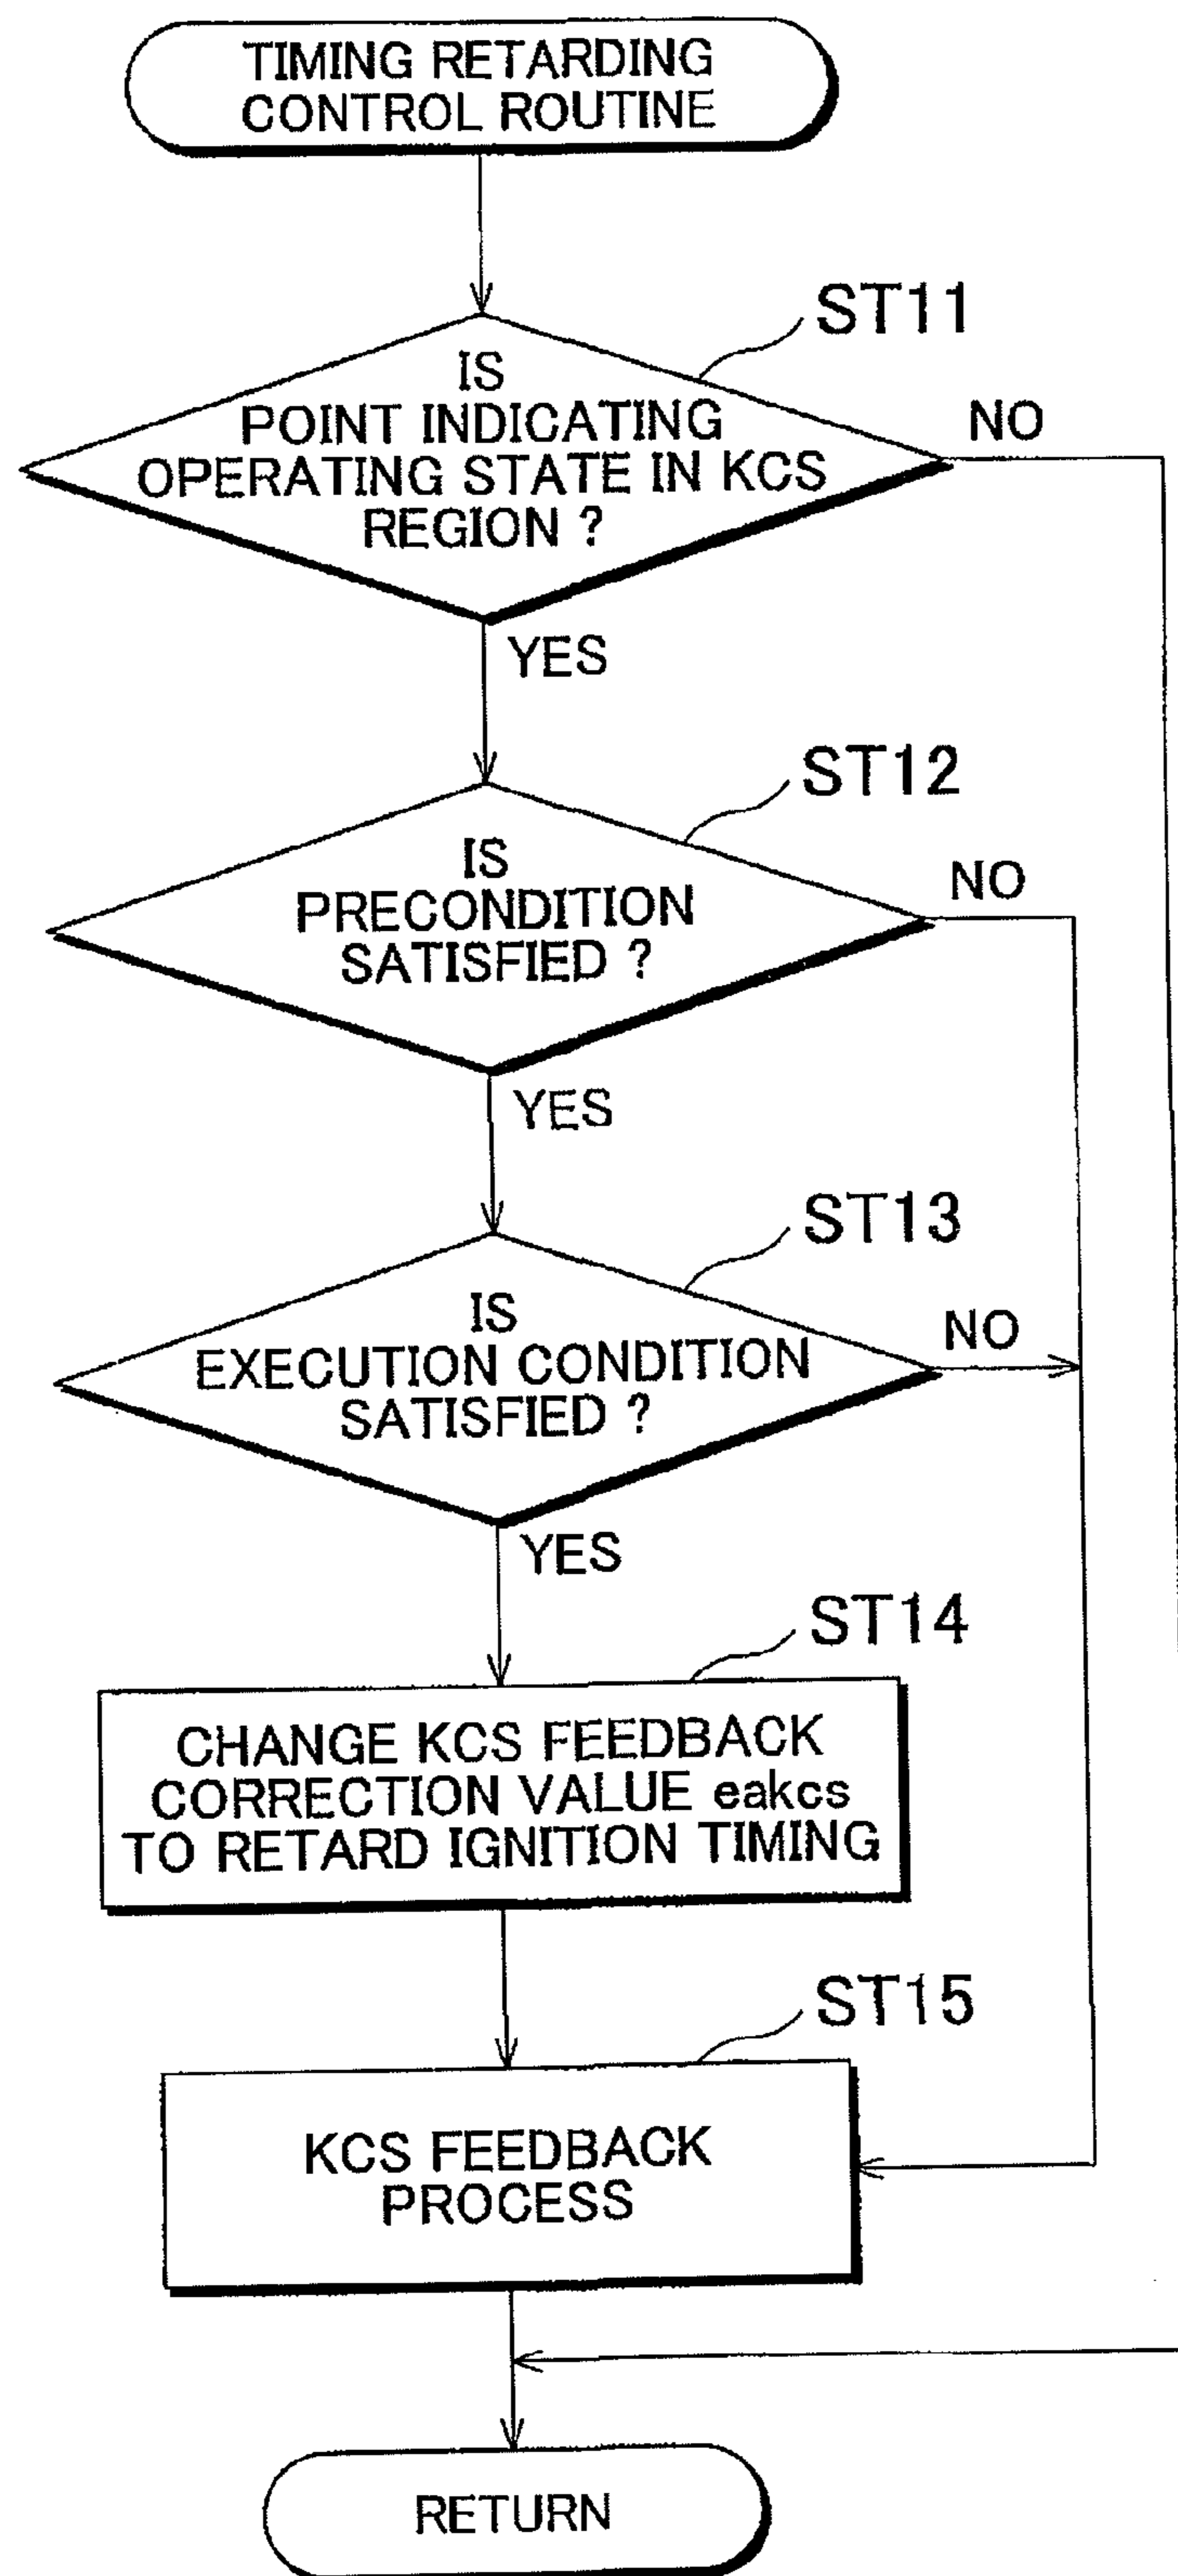 TIMING RETARDING
CONTROL ROUTINE
ST11
IS
POINT INDICATING
OPERATING STATE IN KCS
REGION ?
NO
YES
ST12
IS
PRECONDITION
SATISFIED ?
NO
YES
ST13
IS
EXECUTION CONDITION
SATISFIED ?
NO
YES
ST14
CHANGE KCS FEEDBACK
CORRECTION VALUE eakcs
TO RETARD IGNITION TIMING
ST15
KCS FEEDBACK
PROCESS
RETURN